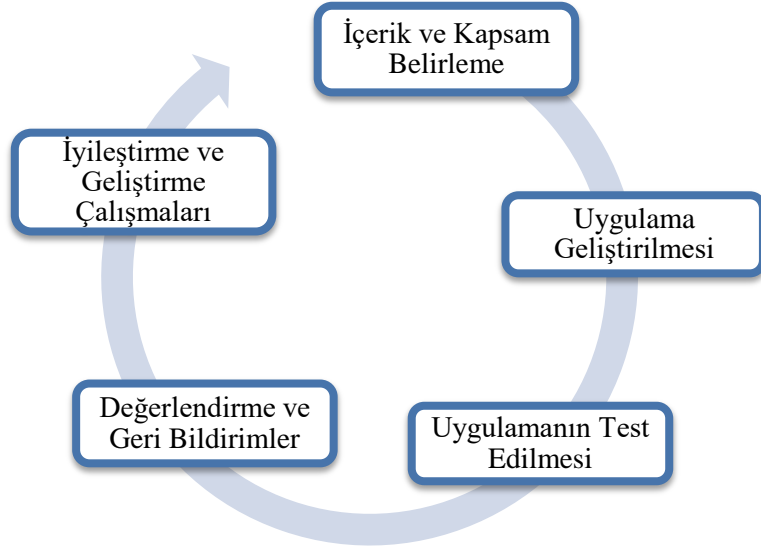 İçerik ve Kapsam
Belirleme
Uygulama
Geliştirilmesi
Uygulamanın Test
Edilmesi
Değerlendirme ve
Geri Bildirimler
İyileştirme ve
Geliştirme
Çalışmaları